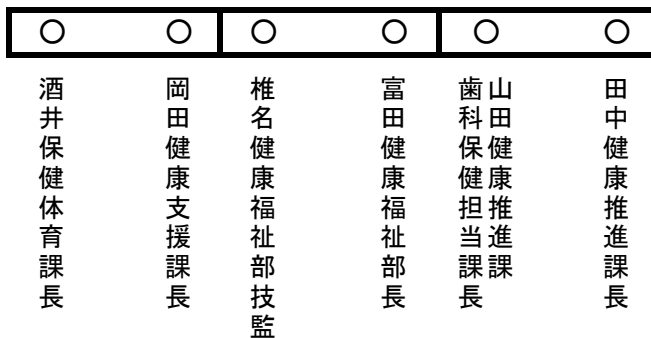 田中健康推進課長
山田健康推進課
歯科保健担当課長
富田健康福祉部長
椎名健康福祉部技監
岡田健康支援課長
酒井保健体育課長